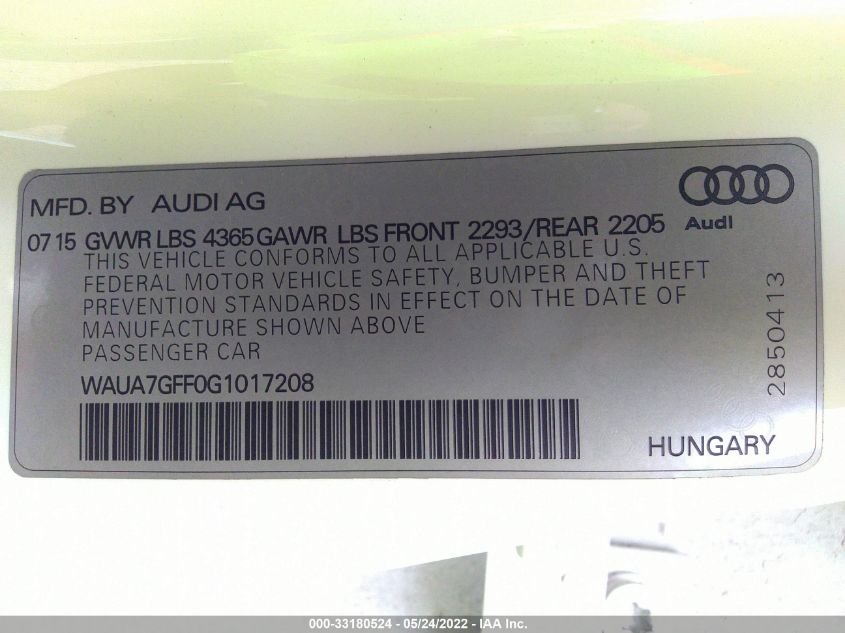 MFD. BY AUDI AG
07 15 GVWR LBS 4365 GAWR LBS FRONT 2293/REAR 2205
Audi
THIS VEHICLE CONFORMS TO ALL APPLICABLE U.S.
FEDERAL MOTOR VEHICLE SAFETY, BUMPER AND THEFT
PREVENTION STANDARDS IN EFFECT ON THE DATE OF
MANUFACTURE SHOWN ABOVE
PASSENGER CAR
WAUA7GFF0G1017208
2850413
HUNGARY
000-33180524 - 05/24/2022 - IAA Inc.